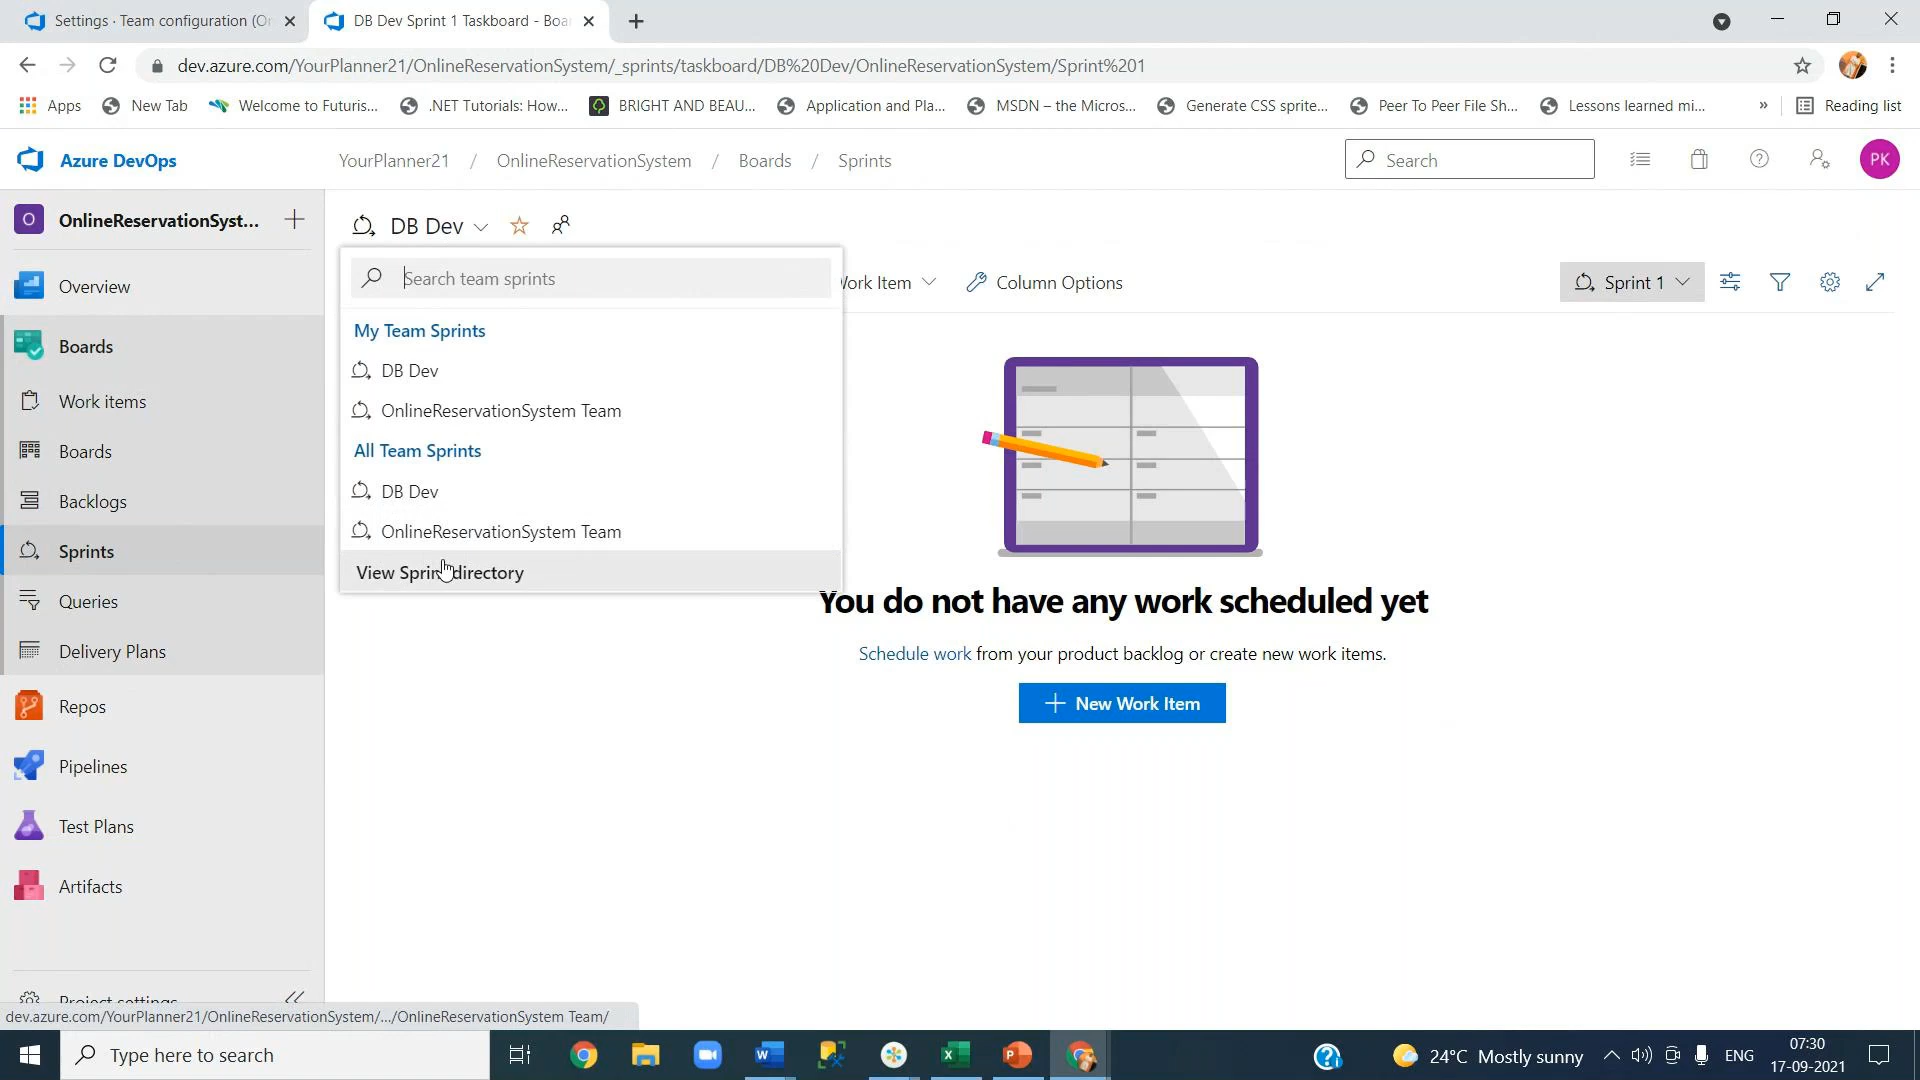 Settings · Team configuration (On
DB Dev Sprint 1 Taskboard - Boar
dev.azure.com/YourPlanner21/OnlineReservationSystem/_sprints/taskboard/DB%20Dev/OnlineReservationSystem/Sprint%201
Apps
New Tab
Welcome to Futuris...
.NET Tutorials: How...
BRIGHT AND BEAU...
Application and Pla...
MSDN – the Micros...
Generate CSS sprite...
Peer To Peer File Sh...
Lessons learned mi...
»
Reading list
Azure DevOps
YourPlanner21 / OnlineReservationSystem / Boards / Sprints
Search
PK
O
OnlineReservationSyst...
Overview
Boards
Work items
Boards
Backlogs
Sprints
Queries
Delivery Plans
Repos
Pipelines
Test Plans
Artifacts
Project settings
DB Dev
Search team sprints
My Team Sprints
DB Dev
OnlineReservationSystem Team
All Team Sprints
DB Dev
OnlineReservationSystem Team
View Sprint directory
Work Item
Column Options
Sprint 1
You do not have any work scheduled yet
Schedule work from your product backlog or create new work items.
New Work Item
dev.azure.com/YourPlanner21/OnlineReservationSystem/.../OnlineReservationSystem Team/
Type here to search
24°C Mostly sunny
ENG
07:30
17-09-2021